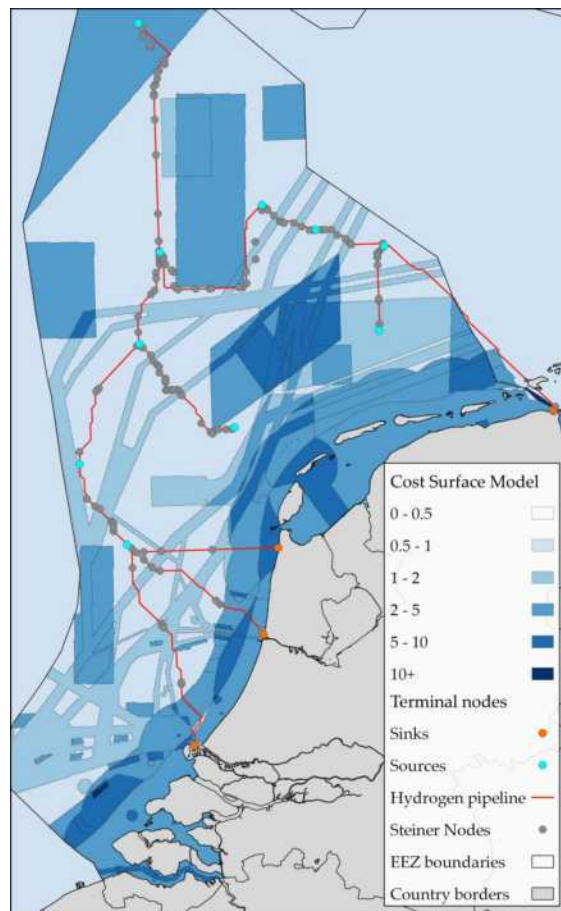 Cost Surface Model
0 - 0.5
0.5 - 1
1 - 2
2 - 5
5 - 10
10+
Terminal nodes
Sinks
Sources
Hydrogen pipeline
Steiner Nodes
EEZ boundaries
Country borders